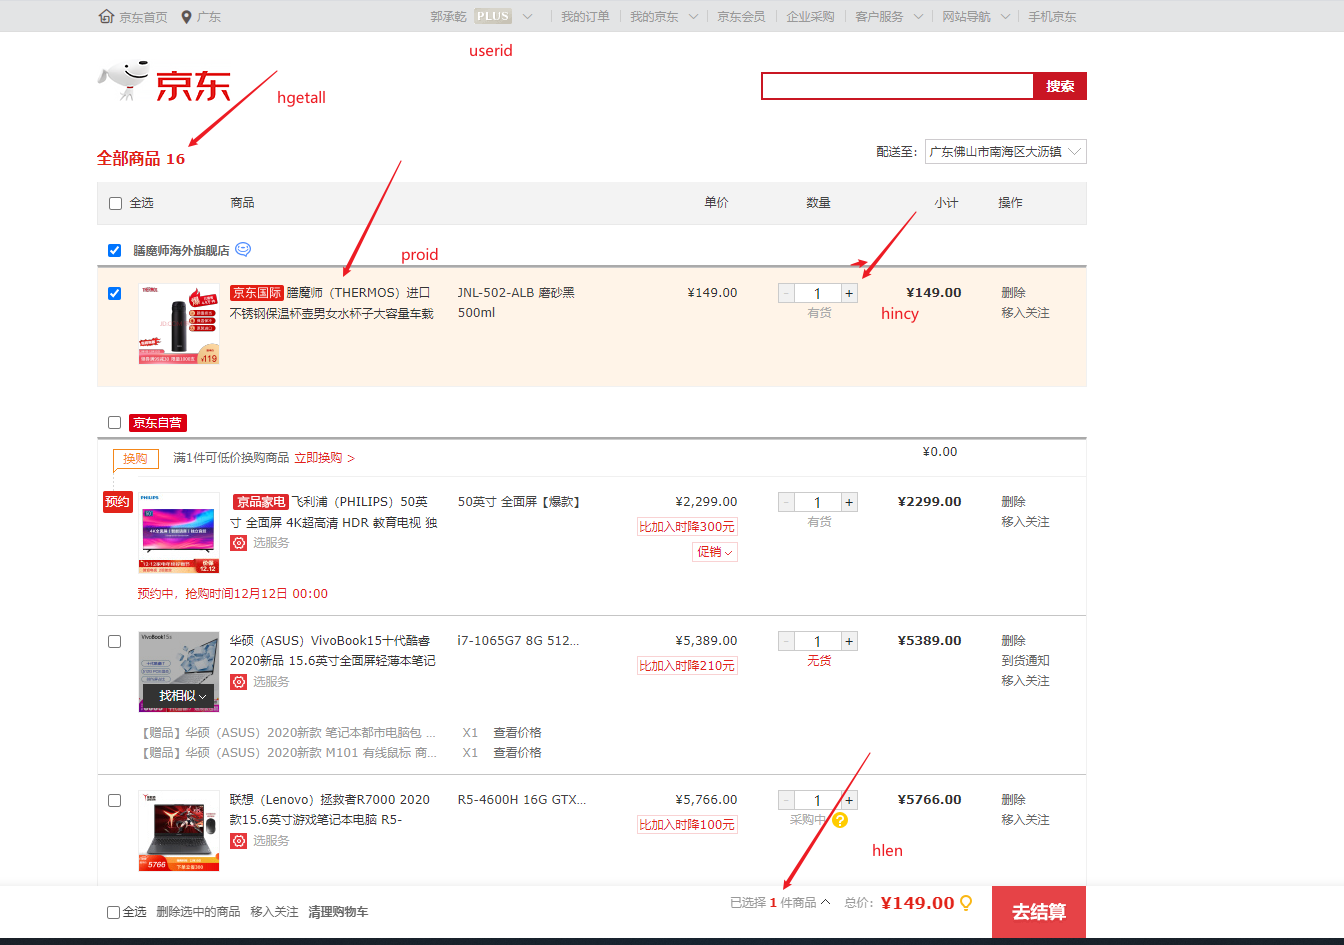 京东首页 广东 郭承乾 PLUS 我的订单 我的京东 京东会员 企业采购 客户服务 网站导航 手机京东
userid
京东
hgetall
搜索
全部商品 16
配送至： 广东佛山市南海区大沥镇
全选 商品 单价 数量 小计 操作
膳魔师海外旗舰店
proid
京东国际 膳魔师（THERMOS）进口 JNL-502-ALB 磨砂黑 ¥149.00 - 1 + ¥149.00 删除
不锈钢保温杯壶男女水杯子大容量车载 500ml 有货 移入关注
hincy
THERMOS
¥119
京东自营
换购 满1件可低价换购商品 立即换购 > ¥0.00
预约 PHILIPS 京品家电 飞利浦（PHILIPS）50英 50英寸 全面屏【爆款】 ¥2,299.00 - 1 + ¥2299.00 删除
寸 全面屏 4K超高清 HDR 教育电视 独 比加入时降300元 有货 移入关注
选服务 促销
12.12
预约中，抢购时间12月12日 00:00
VivoBook15s 华硕（ASUS）VivoBook15十代酷睿 i7-1065G7 8G 512... ¥5,389.00 - 1 + ¥5389.00 删除
2020新品 15.6英寸全面屏轻薄本笔记 比加入时降210元 无货 到货通知
选服务 移入关注
找相似
【赠品】华硕（ASUS）2020新款 笔记本都市电脑包 ... X1 查看价格
【赠品】华硕（ASUS）2020新款 M101 有线鼠标 商... X1 查看价格
联想（Lenovo）拯救者R7000 2020 R5-4600H 16G GTX... ¥5,766.00 - 1 + ¥5766.00 删除
款15.6英寸游戏笔记本电脑 R5- 比加入时降100元 采购中 ? 移入关注
选服务
5766
hlen
全选 删除选中的商品 移入关注 清理购物车 已选择 1 件商品 总价： ¥149.00 去结算